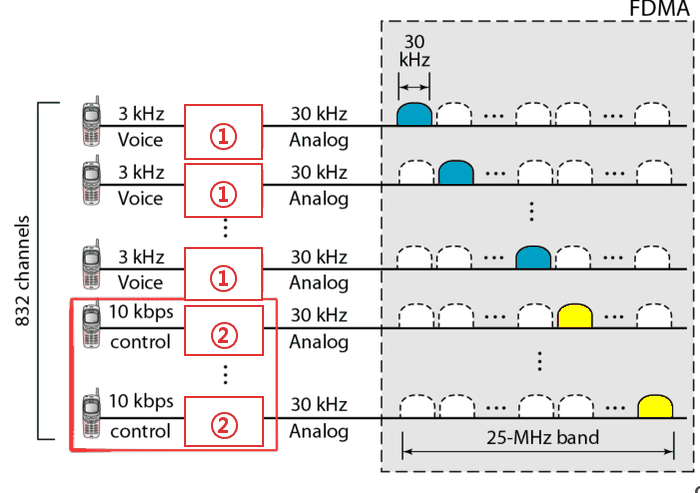 FDMA
30
kHz
3 kHz
Voice
①
30 kHz
Analog
...
...
3 kHz
Voice
①
30 kHz
Analog
...
...
832 channels
3 kHz
Voice
①
30 kHz
Analog
...
...
10 kbps
control
②
30 kHz
Analog
...
...
10 kbps
control
②
30 kHz
Analog
...
...
25-MHz band